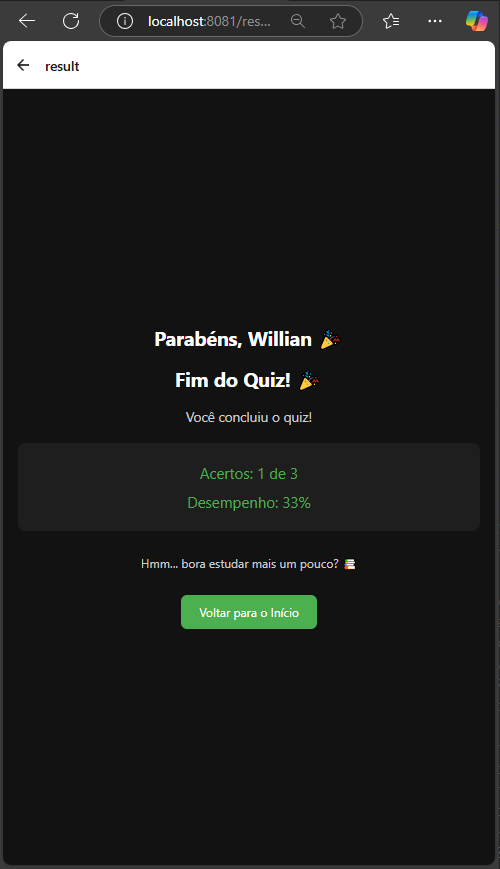 localhost:8081/res...
result
Parabéns, Willian 🎉
Fim do Quiz! 🎉
Você concluiu o quiz!
Acertos: 1 de 3
Desempenho: 33%
Hmm... bora estudar mais um pouco? 📚
Voltar para o Início